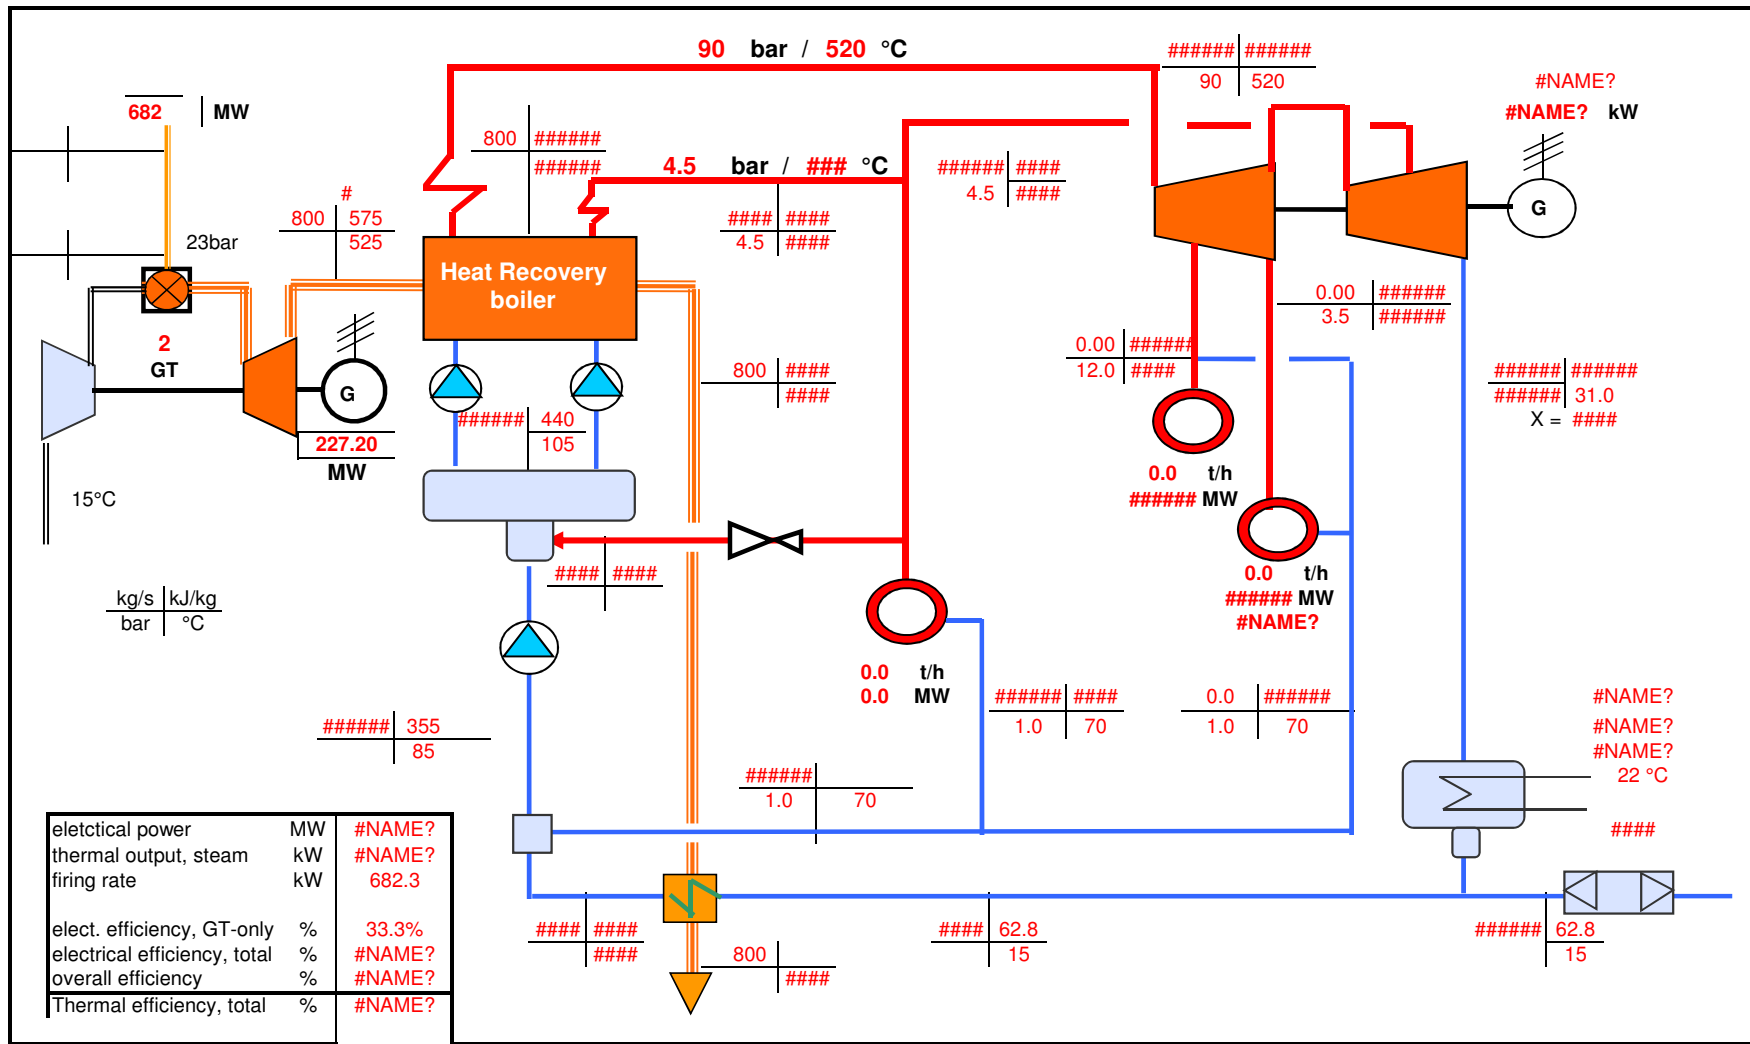 90 bar / 520 °C
###### ######
90 520
#NAME?
#NAME? kW
682 MW
800 ######
######
4.5 bar / ### °C
###### ####
4.5 ####
#
800 575
525
23bar
#### ####
4.5 ####
G
Heat Recovery
boiler
0.00 ######
3.5 ######
2
GT
0.00 ######
12.0 ####
800 ####
####
###### ######
###### 31.0
X = ####
G
###### 440
105
227.20
MW
0.0 t/h
###### MW
15°C
#### ####
0.0 t/h
###### MW
#NAME?
kg/s kJ/kg
bar °C
0.0 t/h
0.0 MW
###### ####
1.0 70
0.0 ######
1.0 70
#NAME?
#NAME?
#NAME?
22 °C
####
###### 355
85
######
1.0 70
eletctical power MW #NAME?
thermal output, steam kW #NAME?
firing rate kW 682.3
elect. efficiency, GT-only % 33.3%
electrical efficiency, total % #NAME?
overall efficiency % #NAME?
Thermal efficiency, total % #NAME?
#### ####
####
800
####
#### 62.8
15
###### 62.8
15